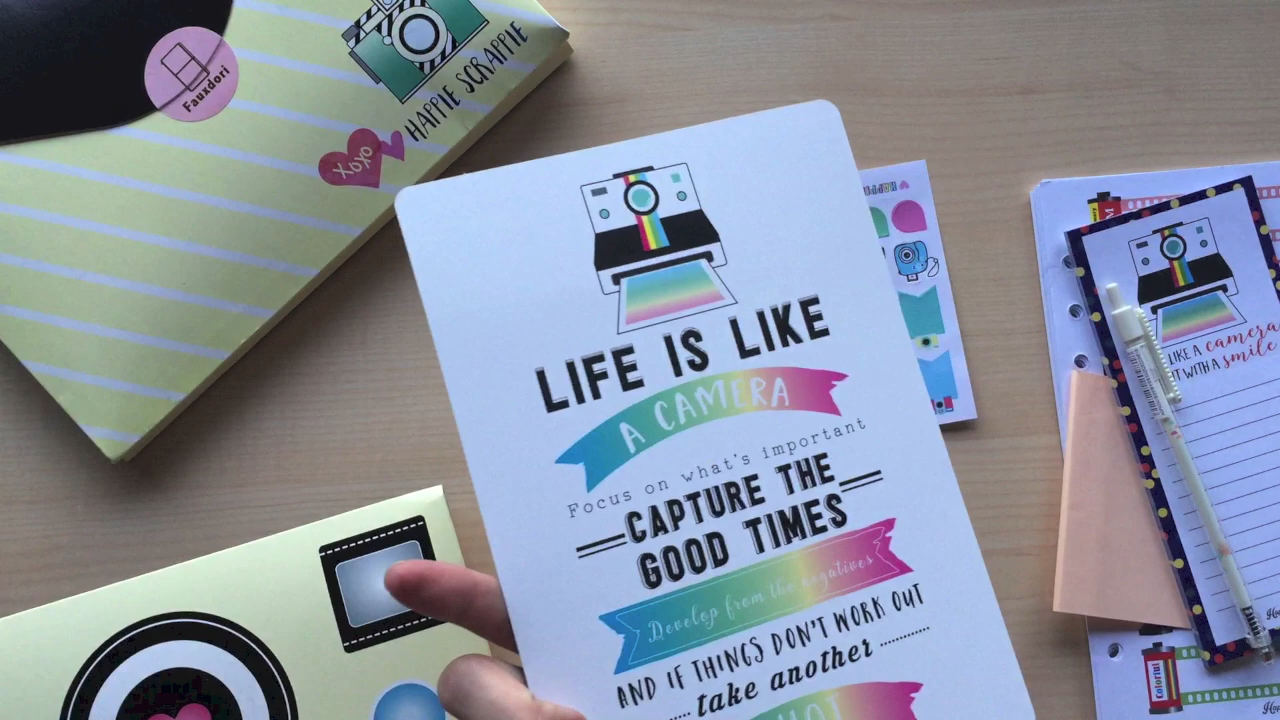 Fauxdori
xoxo
HAPPIE SCRAPPIE
LIFE IS LIKE
A CAMERA
Focus on what's important
CAPTURE THE
GOOD TIMES
Develop from the negatives
AND IF THINGS DON'T WORK OUT
take another
LIKE A camera
T WITH A smile
Colorful